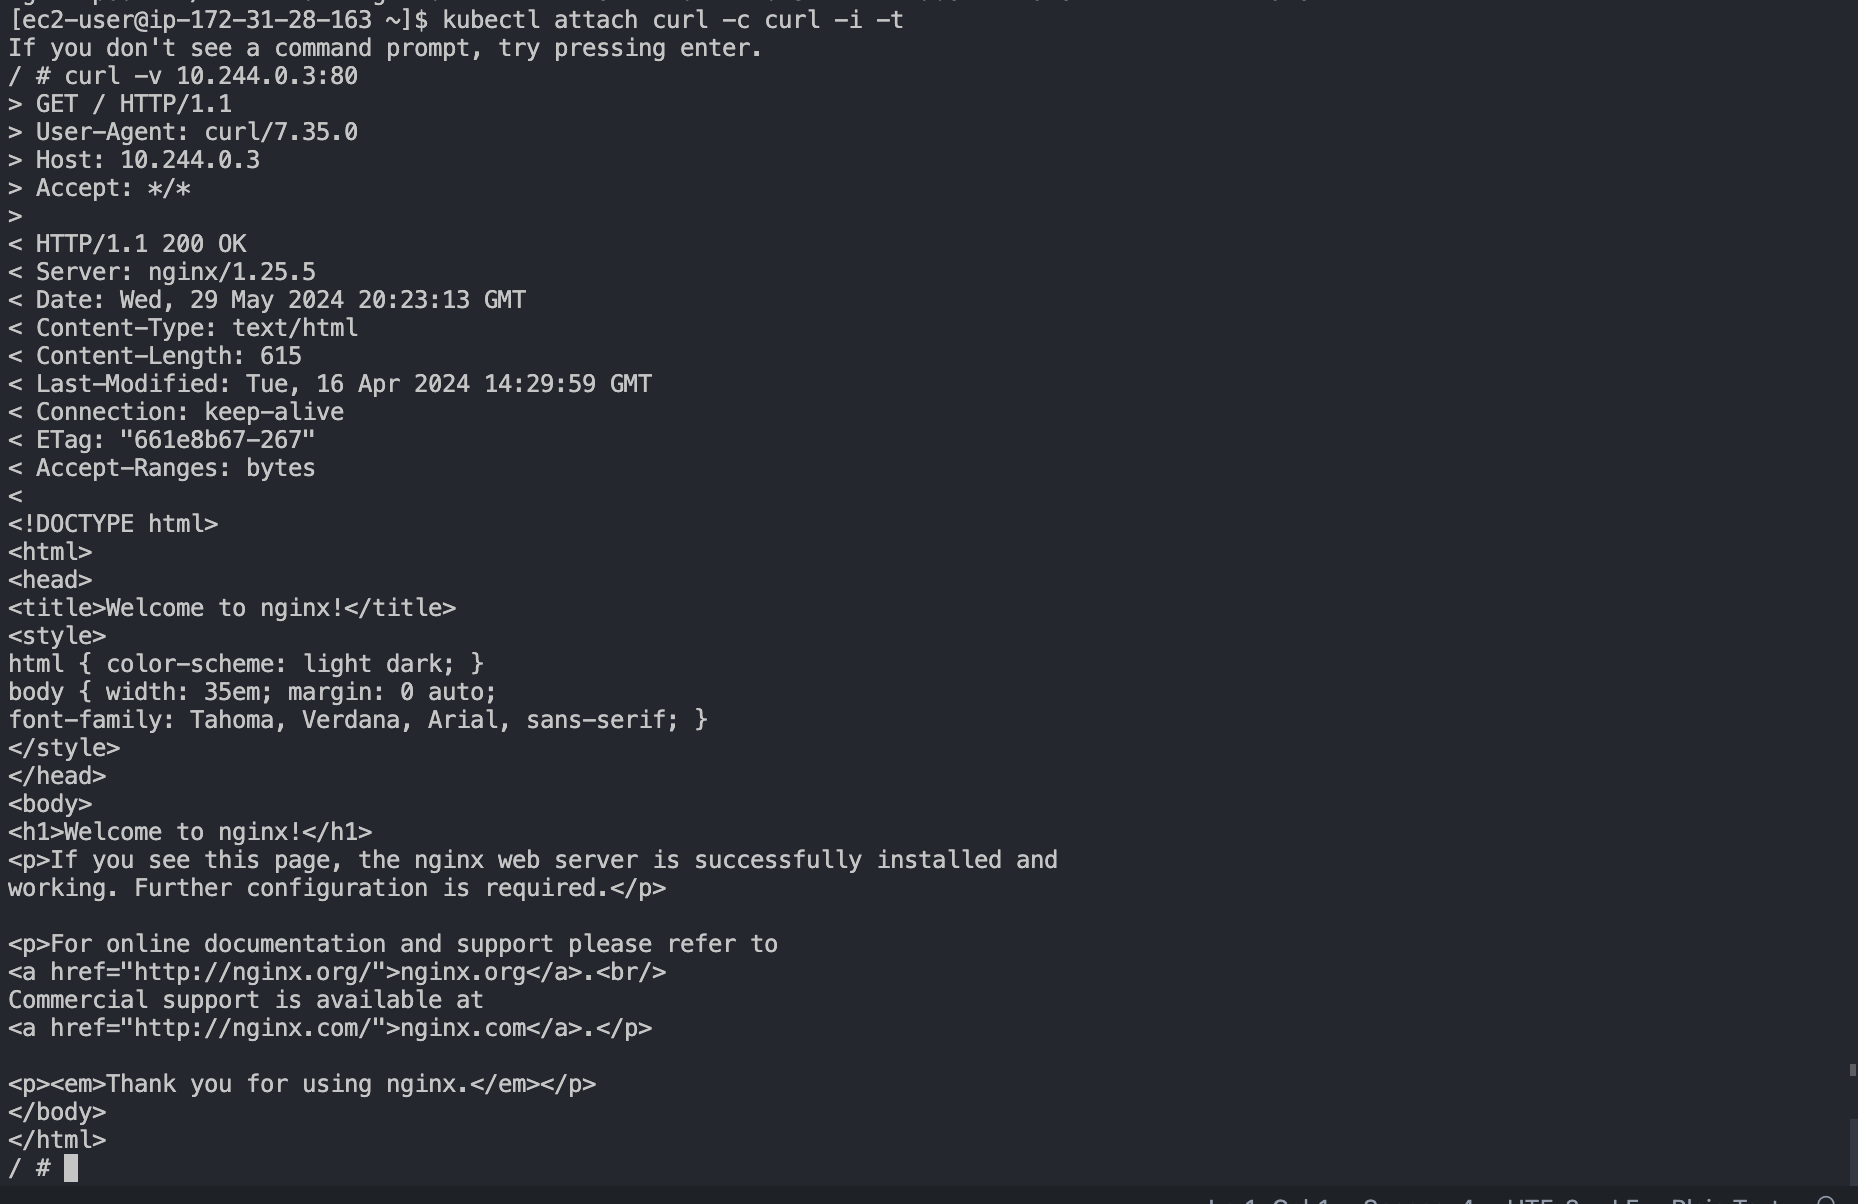 [ec2-user@ip-172-31-28-163 ~]$ kubectl attach curl -c curl -i -t
If you don't see a command prompt, try pressing enter.
/ # curl -v 10.244.0.3:80
> GET / HTTP/1.1
> User-Agent: curl/7.35.0
> Host: 10.244.0.3
> Accept: */*
>
< HTTP/1.1 200 OK
< Server: nginx/1.25.5
< Date: Wed, 29 May 2024 20:23:13 GMT
< Content-Type: text/html
< Content-Length: 615
< Last-Modified: Tue, 16 Apr 2024 14:29:59 GMT
< Connection: keep-alive
< ETag: "661e8b67-267"
< Accept-Ranges: bytes
<
<!DOCTYPE html>
<html>
<head>
<title>Welcome to nginx!</title>
<style>
html { color-scheme: light dark; }
body { width: 35em; margin: 0 auto;
font-family: Tahoma, Verdana, Arial, sans-serif; }
</style>
</head>
<body>
<h1>Welcome to nginx!</h1>
<p>If you see this page, the nginx web server is successfully installed and
working. Further configuration is required.</p>

<p>For online documentation and support please refer to
<a href="http://nginx.org/">nginx.org</a>.<br/>
Commercial support is available at
<a href="http://nginx.com/">nginx.com</a>.</p>

<p><em>Thank you for using nginx.</em></p>
</body>
</html>
/ #